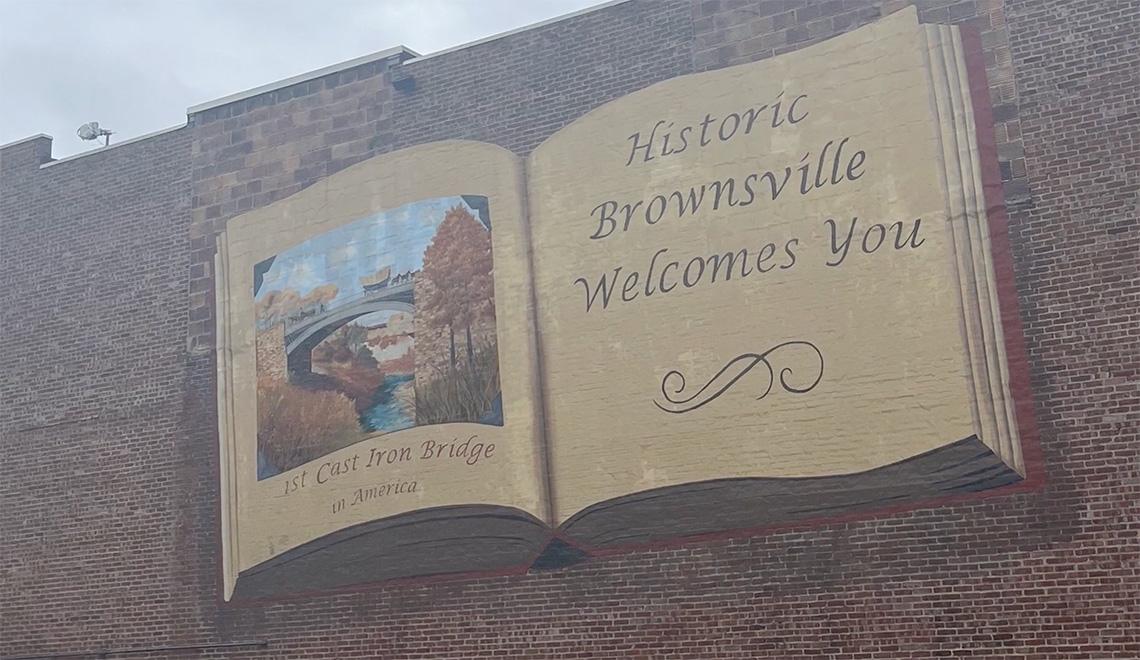 1st Cast Iron Bridge
in America
Historic
Brownsville
Welcomes You